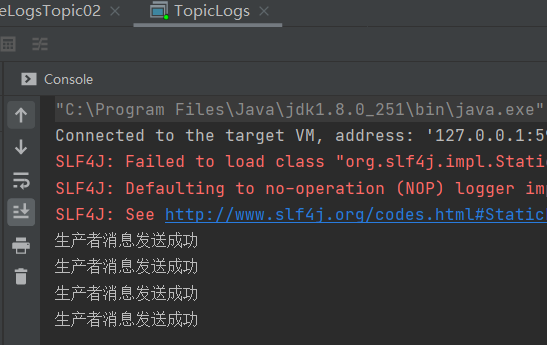 eLogsTopic02
TopicLogs
Console
"C:\Program Files\Java\jdk1.8.0_251\bin\java.exe"
Connected to the target VM, address: '127.0.0.1:5
SLF4J: Failed to load class "org.slf4j.impl.Stati
SLF4J: Defaulting to no-operation (NOP) logger im
SLF4J: See http://www.slf4j.org/codes.html#Static
生产者消息发送成功
生产者消息发送成功
生产者消息发送成功
生产者消息发送成功